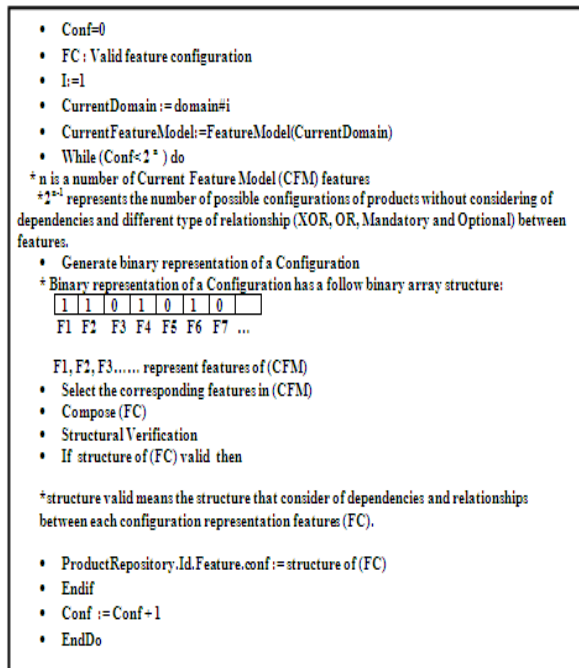 • Conf=0
• FC : Valid feature configuration
• I:=1
• CurrentDomain := domain#i
• CurrentFeatureModel:=FeatureModel(CurrentDomain)
• While (Conf< 2ⁿ ) do
* n is a number of Current Feature Model (CFM) features
*2ⁿ⁻¹ represents the number of possible configurations of products without considering of
dependencies and different type of relationship (XOR, OR, Mandatory and Optional) between
features.
• Generate binary representation of a Configuration
* Binary representation of a Configuration has a follow binary array structure:
1 1 0 1 0 1 0
F1 F2 F3 F4 F5 F6 F7 ...
F1, F2, F3...... represent features of (CFM)
• Select the corresponding features in (CFM)
• Compose (FC)
• Structural Verification
• If structure of (FC) valid then
*structure valid means the structure that consider of dependencies and relationships
between each configuration representation features (FC).
• ProductRepository.Id.Feature.conf := structure of (FC)
• Endif
• Conf := Conf + 1
• EndDo